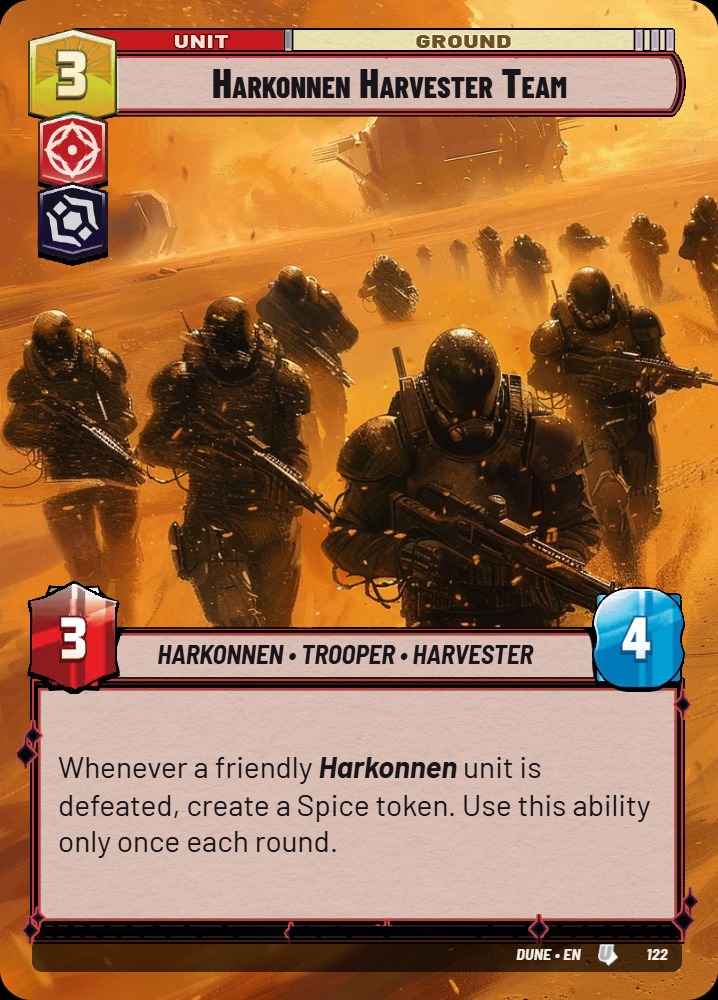 UNIT
GROUND
3
HARKONNEN HARVESTER TEAM
3
HARKONNEN • TROOPER • HARVESTER
4
Whenever a friendly Harkonnen unit is
defeated, create a Spice token. Use this ability
only once each round.
DUNE • EN U 122